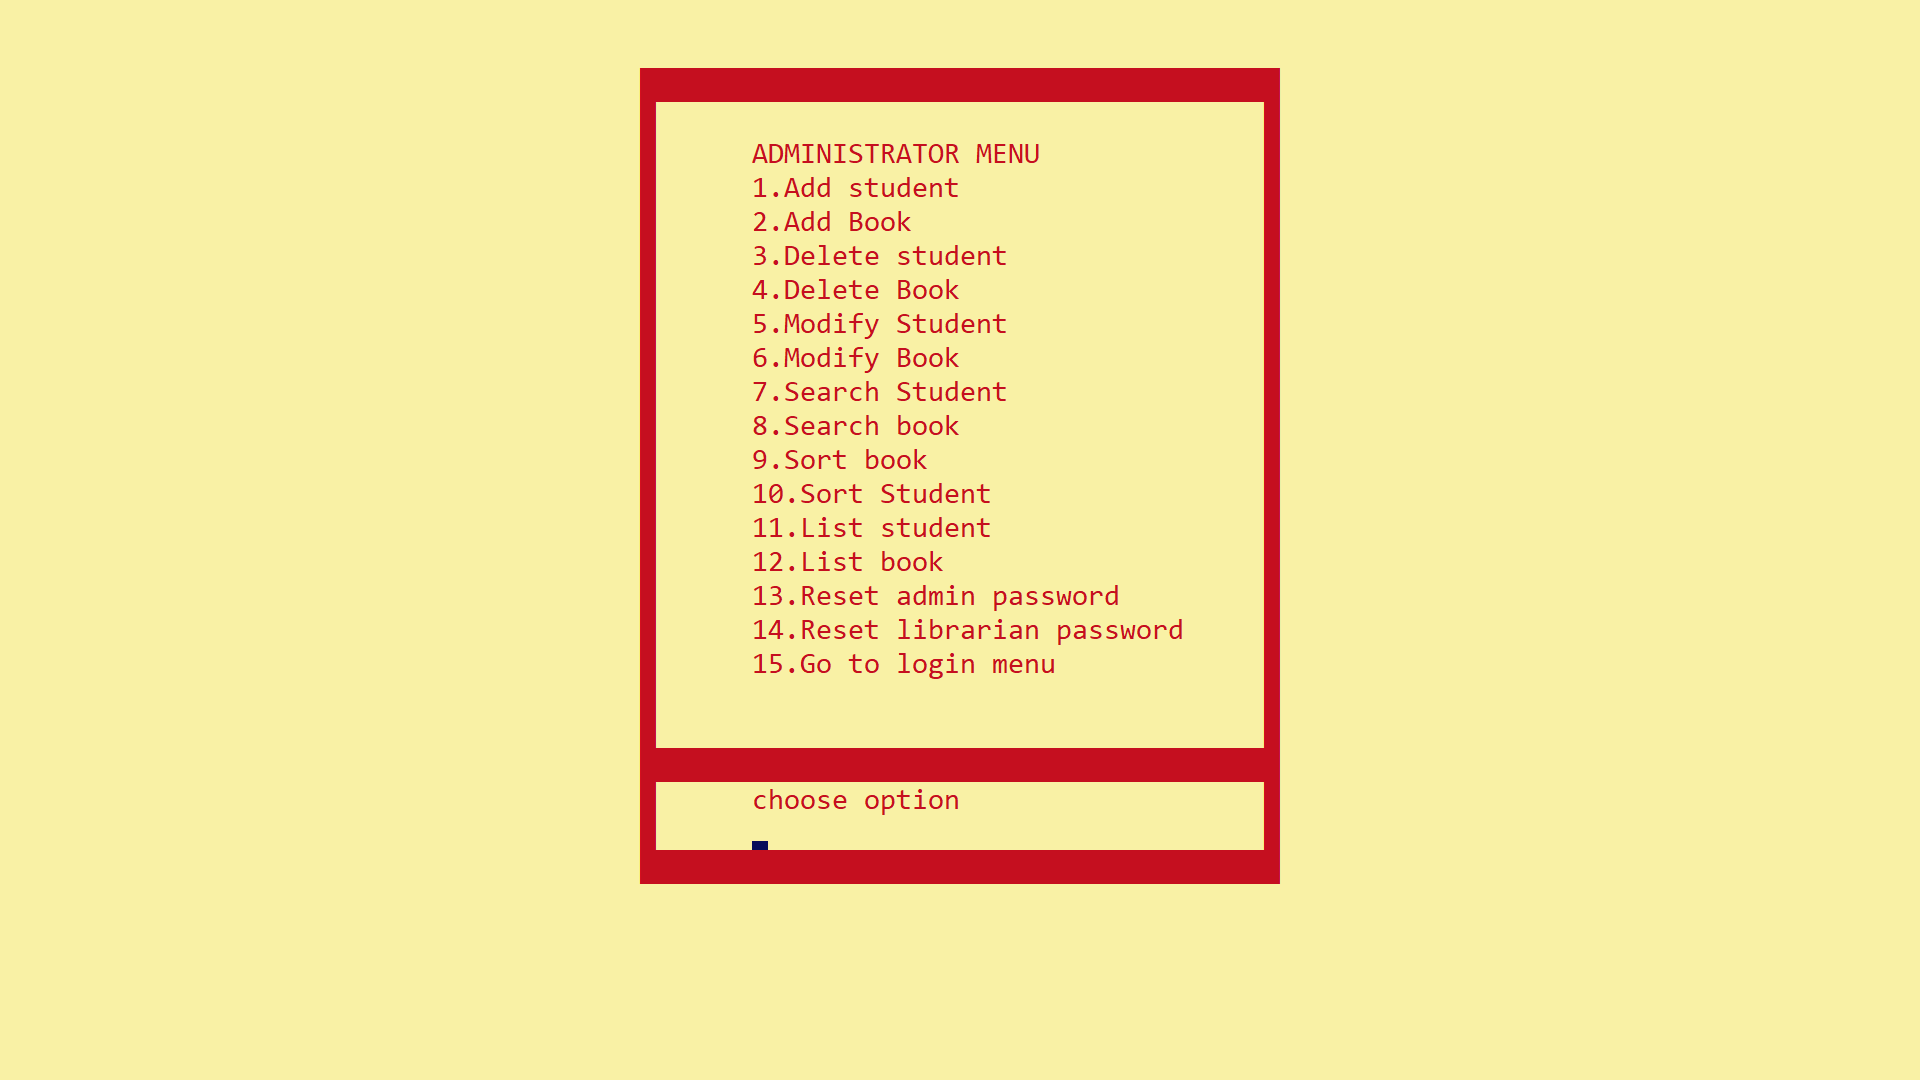 ADMINISTRATOR MENU
1.Add student
2.Add Book
3.Delete student
4.Delete Book
5.Modify Student
6.Modify Book
7.Search Student
8.Search book
9.Sort book
10.Sort Student
11.List student
12.List book
13.Reset admin password
14.Reset librarian password
15.Go to login menu
choose option